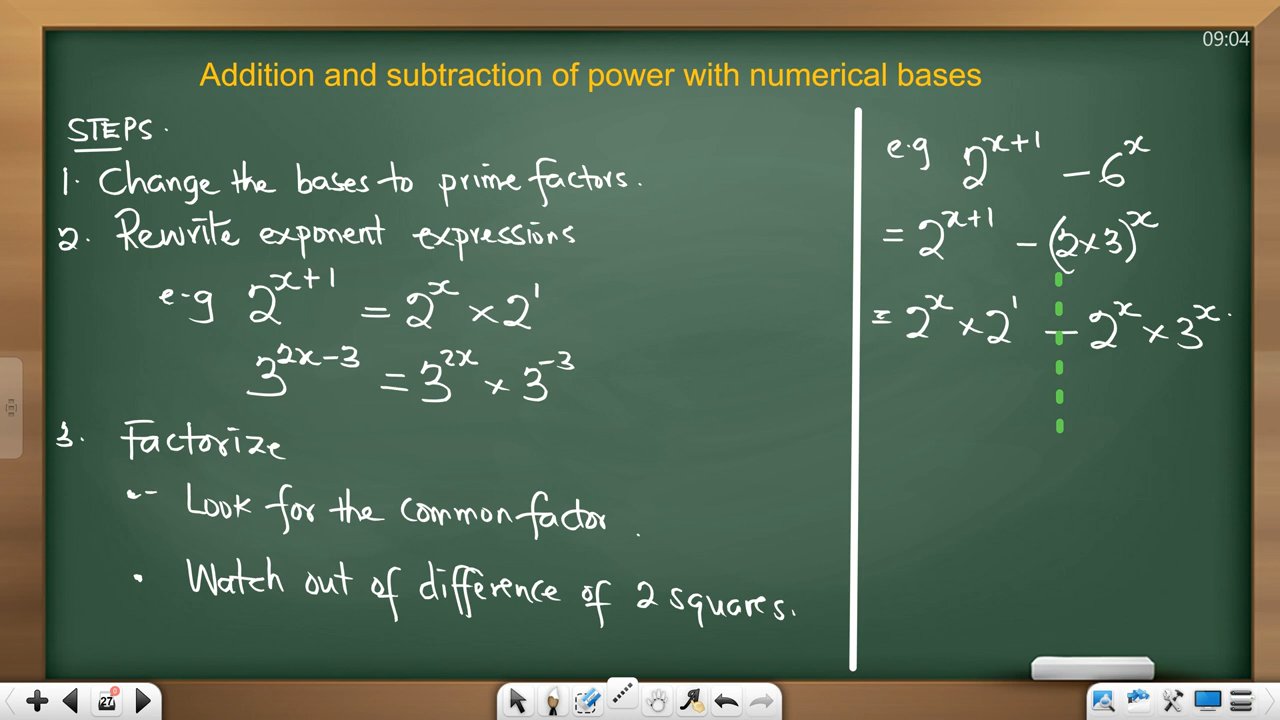 09:04
Addition and subtraction of power with numerical bases
STEPS.
1. Change the bases to prime factors.
2. Rewrite exponent expressions
e-g 2^{x+1} = 2^x × 2^1
3^{2x-3} = 3^{2x} × 3^{-3}
3. Factorize
- Look for the common factor.
• Watch out of difference of 2 squares.
e.g 2^{x+1} - 6^x
= 2^{x+1} - (2×3)^x
= 2^x × 2^1 - 2^x × 3^x.
27